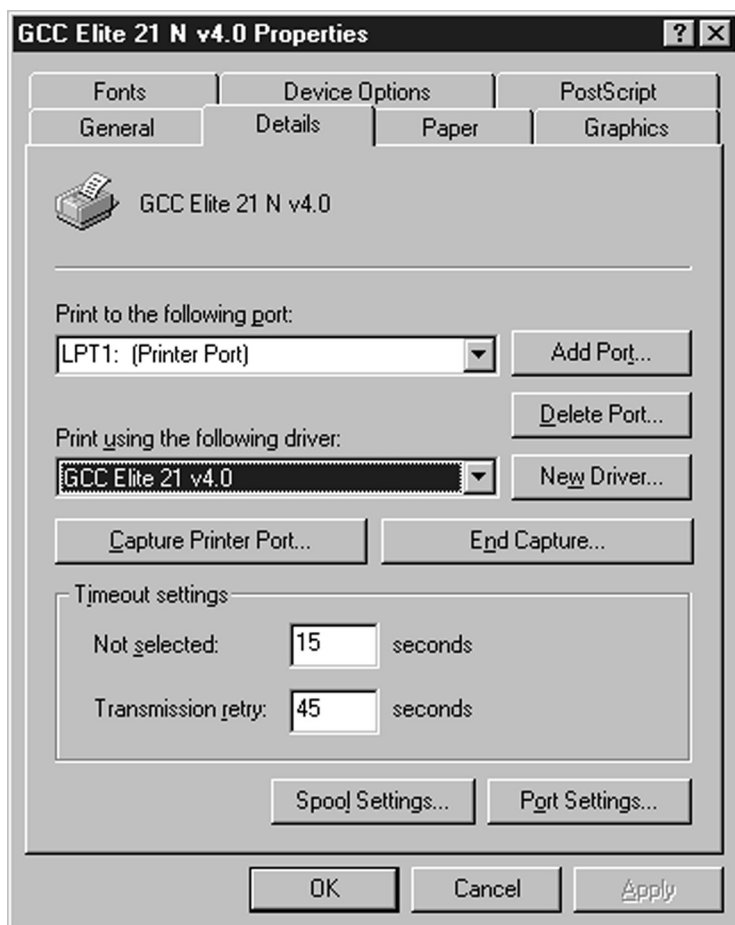 GCC Elite 21 N v4.0 Properties
Fonts Device Options PostScript
General Details Paper Graphics
GCC Elite 21 N v4.0
Print to the following port:
LPT1: (Printer Port) Add Port...
Delete Port...
Print using the following driver:
GCC Elite 21 v4.0 New Driver...
Capture Printer Port... End Capture...
Timeout settings
Not selected: 15 seconds
Transmission retry: 45 seconds
Spool Settings... Port Settings...
OK Cancel Apply